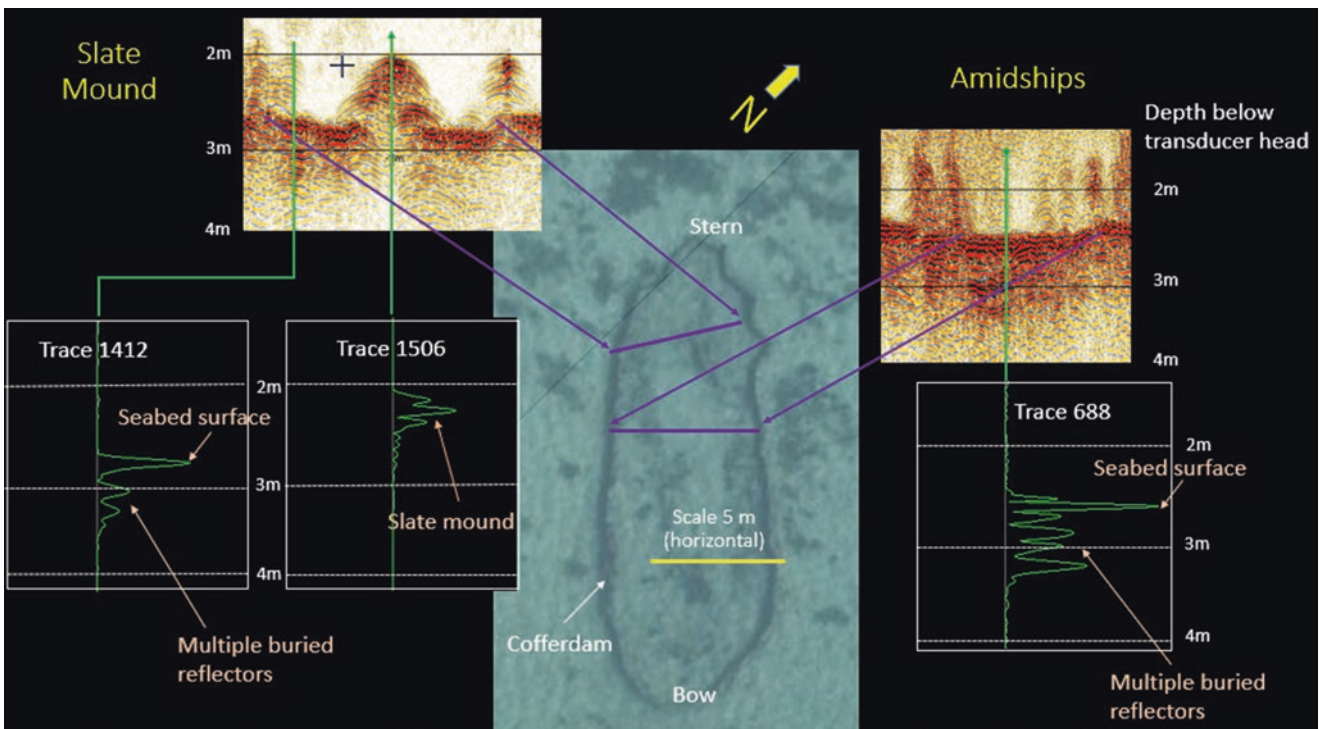 Slate
Mound
2m
3m
4m
N
Amidships
Depth below
transducer head
2m
3m
4m
Stern
Trace 1412
Seabed surface
Multiple buried
reflectors
2m
3m
4m
Trace 1506
Slate mound
Scale 5 m
(horizontal)
Cofferdam
Bow
Trace 688
2m
Seabed surface
3m
4m
Multiple buried
reflectors